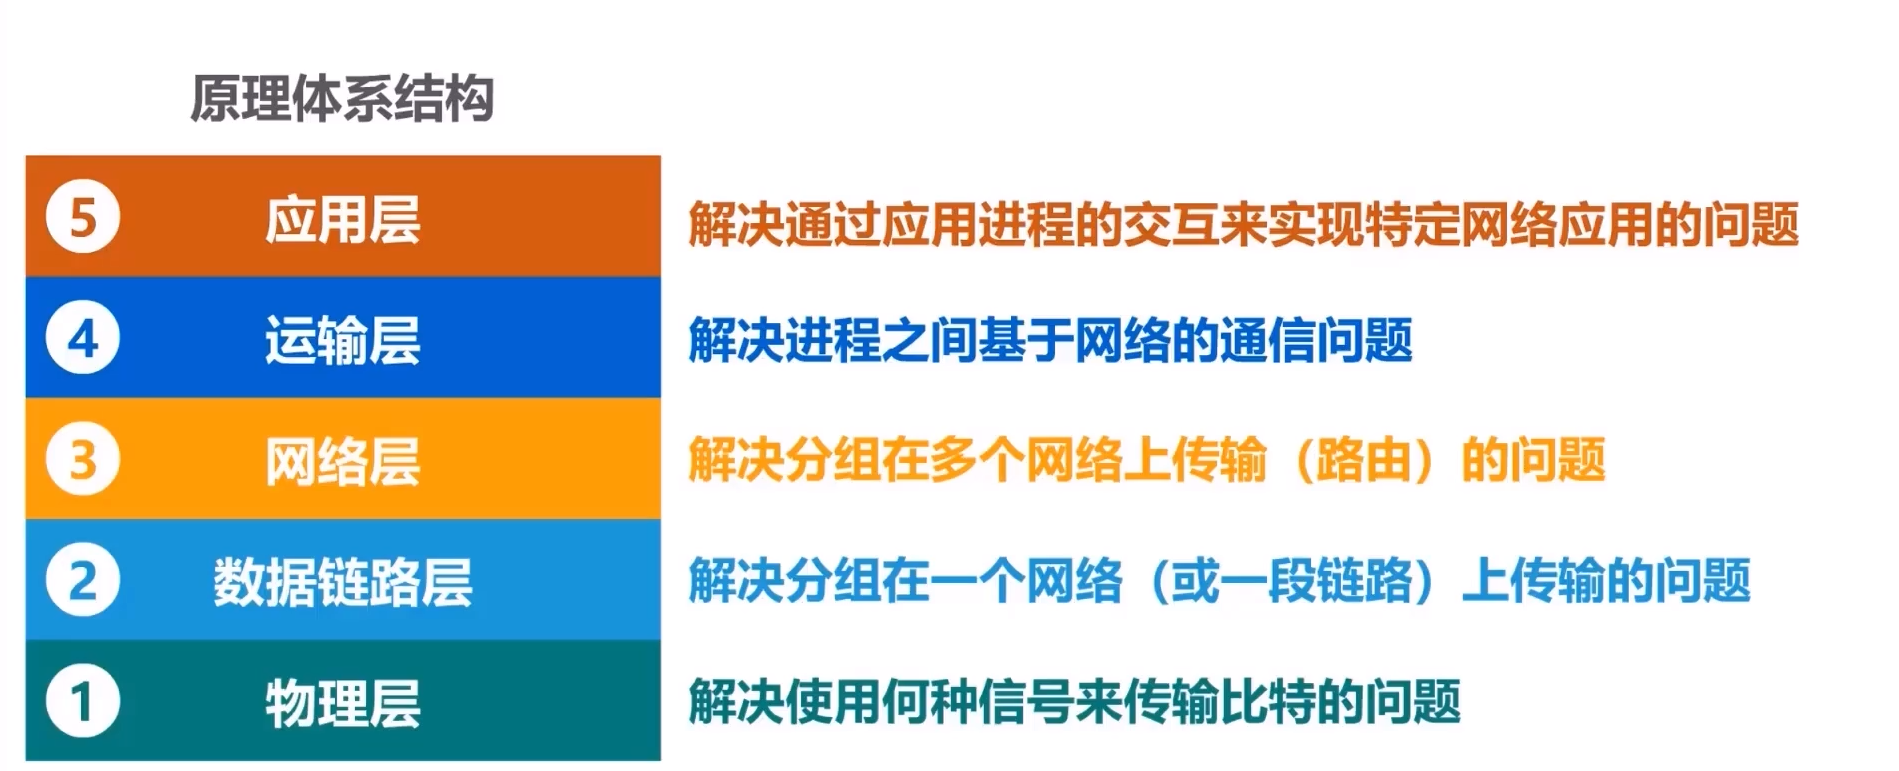 原理体系结构
5 应用层 解决通过应用进程的交互来实现特定网络应用的问题
4 运输层 解决进程之间基于网络的通信问题
3 网络层 解决分组在多个网络上传输（路由）的问题
2 数据链路层 解决分组在一个网络（或一段链路）上传输的问题
1 物理层 解决使用何种信号来传输比特的问题